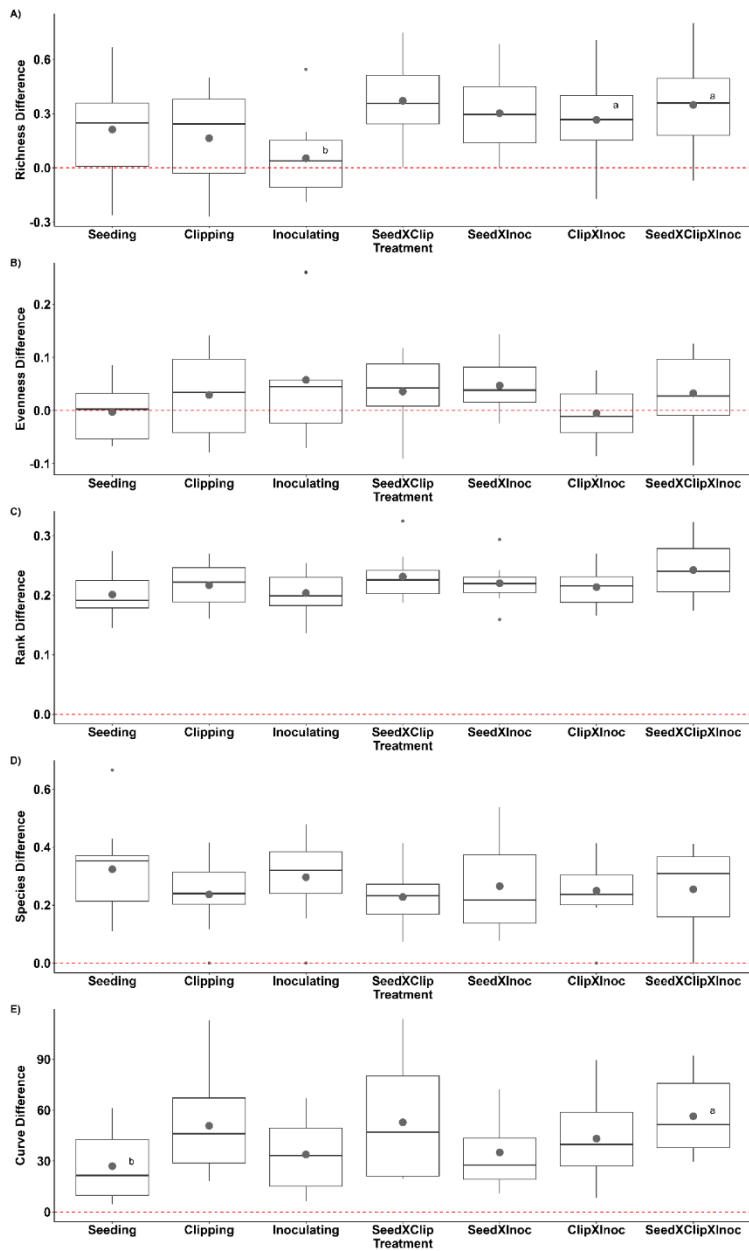 A)
Richness Difference
0.6
0.3
0.0
-0.3
b
a
a
Seeding Clipping Inoculating SeedXClip SeedXInoc ClipXInoc SeedXClipXInoc
Treatment
B)
Evenness Difference
0.2
0.1
0.0
-0.1
Seeding Clipping Inoculating SeedXClip SeedXInoc ClipXInoc SeedXClipXInoc
Treatment
C)
Rank Difference
0.3
0.2
0.1
0.0
Seeding Clipping Inoculating SeedXClip SeedXInoc ClipXInoc SeedXClipXInoc
Treatment
D)
Species Difference
0.6
0.4
0.2
0.0
Seeding Clipping Inoculating SeedXClip SeedXInoc ClipXInoc SeedXClipXInoc
Treatment
E)
Curve Difference
90
60
30
0
b
a
Seeding Clipping Inoculating SeedXClip SeedXInoc ClipXInoc SeedXClipXInoc
Treatment